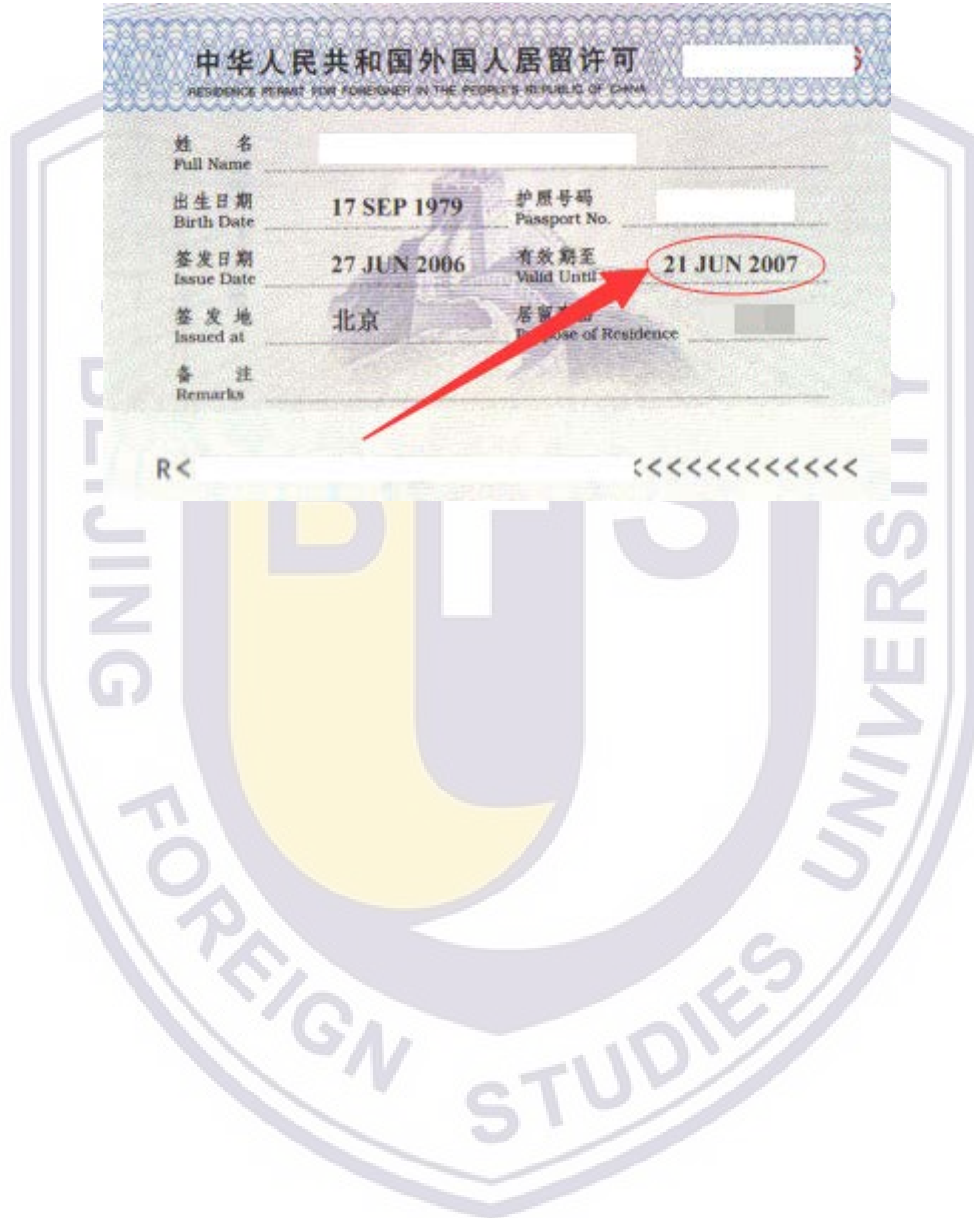 中华人民共和国外国人居留许可
RESIDENCE PERMIT FOR FOREIGNER IN THE PEOPLE'S REPUBLIC OF CHINA
姓 名
Full Name
出生日期 17 SEP 1979 护照号码
Birth Date Passport No.
签发日期 27 JUN 2006 有效期至 21 JUN 2007
Issue Date Valid Until
签发地 北京 居留
Issued at of Residence
备 注
Remarks
R< <<<<<<<<<<<<
BFS
BEIJING FOREIGN STUDIES UNIVERSITY